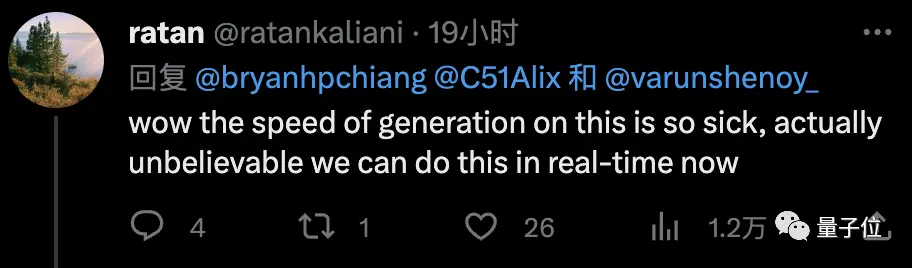 ratan @ratankaliani · 19小时
回复 @bryanhpchiang @C51Alix 和 @varunshenoy_
wow the speed of generation on this is so sick, actually
unbelievable we can do this in real-time now
4 1 26 1.2万 量子位